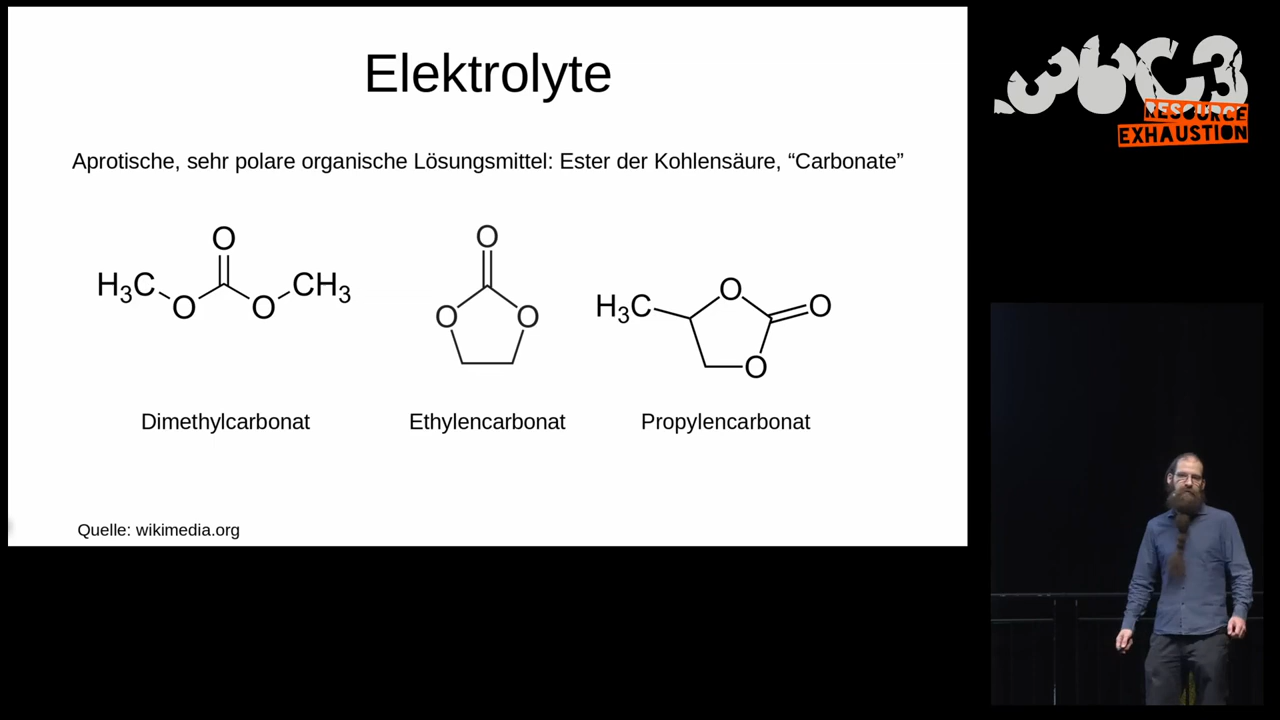 Elektrolyte
Aprotische, sehr polare organische Lösungsmittel: Ester der Kohlensäure, “Carbonate”
O
H₃C O O CH₃
O
O O
H₃C O O
O
Dimethylcarbonat Ethylencarbonat Propylencarbonat
Quelle: wikimedia.org
36C3
RESOURCE
EXHAUSTION